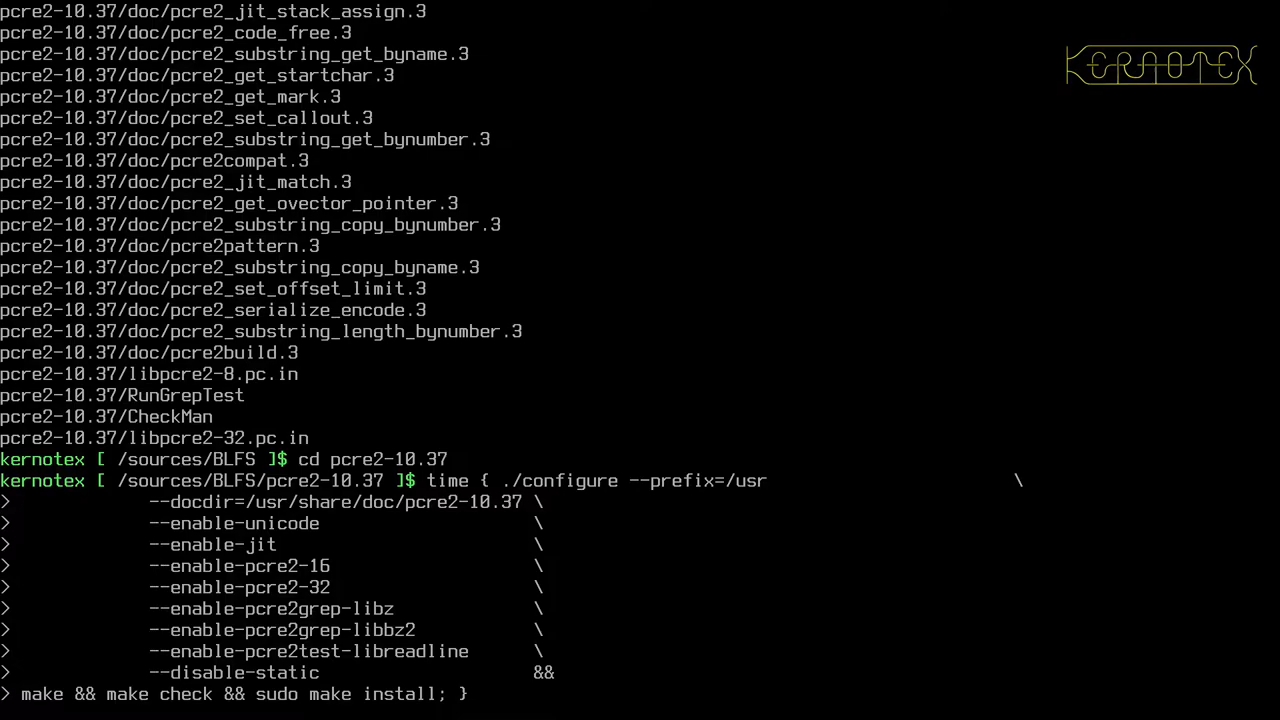 pcre2-10.37/doc/pcre2_jit_stack_assign.3
pcre2-10.37/doc/pcre2_code_free.3
pcre2-10.37/doc/pcre2_substring_get_byname.3
pcre2-10.37/doc/pcre2_get_startchar.3
pcre2-10.37/doc/pcre2_get_mark.3
pcre2-10.37/doc/pcre2_set_callout.3
pcre2-10.37/doc/pcre2_substring_get_bynumber.3
pcre2-10.37/doc/pcre2compat.3
pcre2-10.37/doc/pcre2_jit_match.3
pcre2-10.37/doc/pcre2_get_ovector_pointer.3
pcre2-10.37/doc/pcre2_substring_copy_bynumber.3
pcre2-10.37/doc/pcre2pattern.3
pcre2-10.37/doc/pcre2_substring_copy_byname.3
pcre2-10.37/doc/pcre2_set_offset_limit.3
pcre2-10.37/doc/pcre2_serialize_encode.3
pcre2-10.37/doc/pcre2_substring_length_bynumber.3
pcre2-10.37/doc/pcre2build.3
pcre2-10.37/libpcre2-8.pc.in
pcre2-10.37/RunGrepTest
pcre2-10.37/CheckMan
pcre2-10.37/libpcre2-32.pc.in
kernotex [ /sources/BLFS ]$ cd pcre2-10.37
kernotex [ /sources/BLFS/pcre2-10.37 ]$ time { ./configure --prefix=/usr                       \
>             --docdir=/usr/share/doc/pcre2-10.37 \
>             --enable-unicode                    \
>             --enable-jit                        \
>             --enable-pcre2-16                   \
>             --enable-pcre2-32                   \
>             --enable-pcre2grep-libz             \
>             --enable-pcre2grep-libbz2           \
>             --enable-pcre2test-libreadline      \
>             --disable-static                    &&
> make && make check && sudo make install; }
KERNOTEX